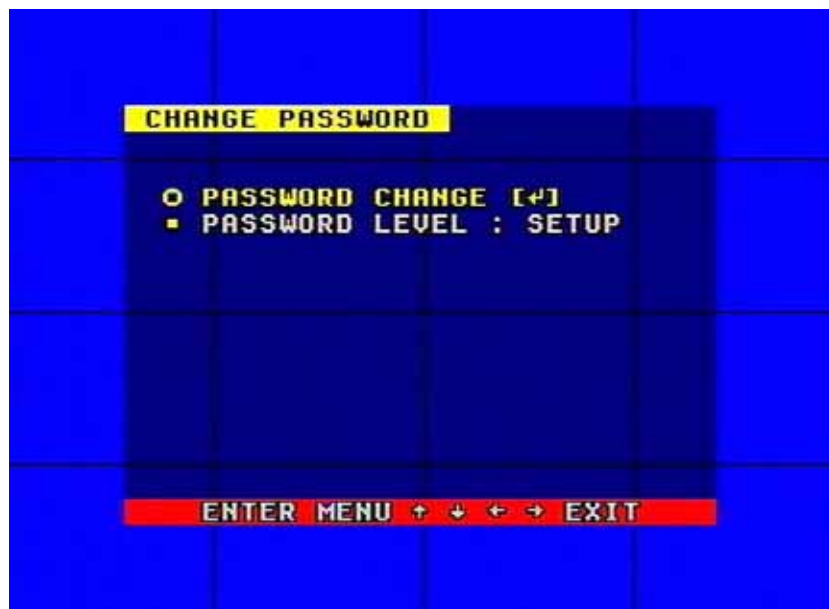 CHANGE PASSWORD
PASSWORD CHANGE [↵]
PASSWORD LEVEL : SETUP
ENTER MENU ↑ ↓ ← → EXIT